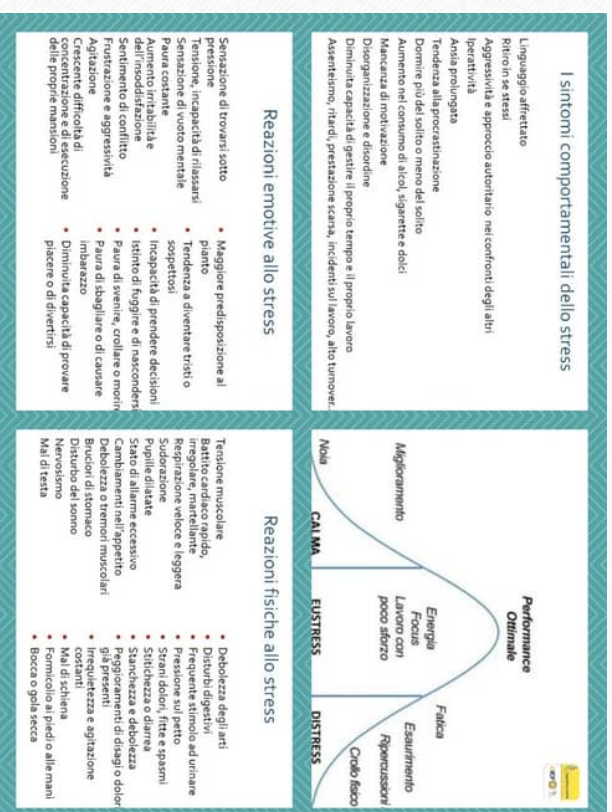 I sintomi comportamentali dello stress
Linguaggio affrettato
Ritiro in se stessi
Aggressività e approccio autoritario nei confronti degli altri
Iperattività
Ansia prolungata
Tendenza alla procrastinazione
Dormire più del solito o meno del solito
Aumento nel consumo di alcol, sigarette e dolci
Mancanza di motivazione
Disorganizzazione e disordine
Diminuita capacità di gestire il proprio tempo e il proprio lavoro
Assenteismo, ritardi, prestazione scarsa, incidenti sul lavoro, alto turnover.
Performance
Ottimale
Miglioramento
Energia
Focus
Lavoro con
poco sforzo
Fatica
Esaurimento
Ripercussioni
Crollo fisico
Noia
CALMA
EUSTRESS
DISTRESS
Reazioni emotive allo stress
Sensazione di trovarsi sotto
pressione
Tensione, incapacità di rilassarsi
Sensazione di vuoto mentale
Paura costante
Aumento irritabilità e
dell'insoddisfazione
Sentimento di conflitto
Frustrazione e aggressività
Agitazione
Crescente difficoltà di
concentrazione e di esecuzione
delle proprie mansioni
• Maggiore predisposizione al
pianto
• Tendenza a diventare tristi o
sospettosi
• Incapacità di prendere decisioni
• Istinto di fuggire e di nascondersi
• Paura di svenire, crollare o morire
• Paura di sbagliare o di causare
imbarazzo
• Diminuita capacità di provare
piacere o di divertirsi
Reazioni fisiche allo stress
Tensione muscolare
Battito cardiaco rapido,
irregolare, martellante
Respirazione veloce e leggera
Sudorazione
Pupille dilatate
Stato di allarme eccessivo
Cambiamenti nell'appetito
Debolezza o tremori muscolari
Bruciori di stomaco
Disturbo del sonno
Nervosismo
Mal di testa
• Debolezza degli arti
• Disturbi digestivi
• Frequente stimolo ad urinare
• Pressione sul petto
• Strani dolori, fitte e spasmi
• Stitichezza o diarrea
• Stanchezza e debolezza
• Peggioramenti di disagi o dolor
già presenti
• Irrequietezza e agitazione
costanti
• Mal di schiena
• Formicolio ai piedi o alle mani
• Bocca o gola secca